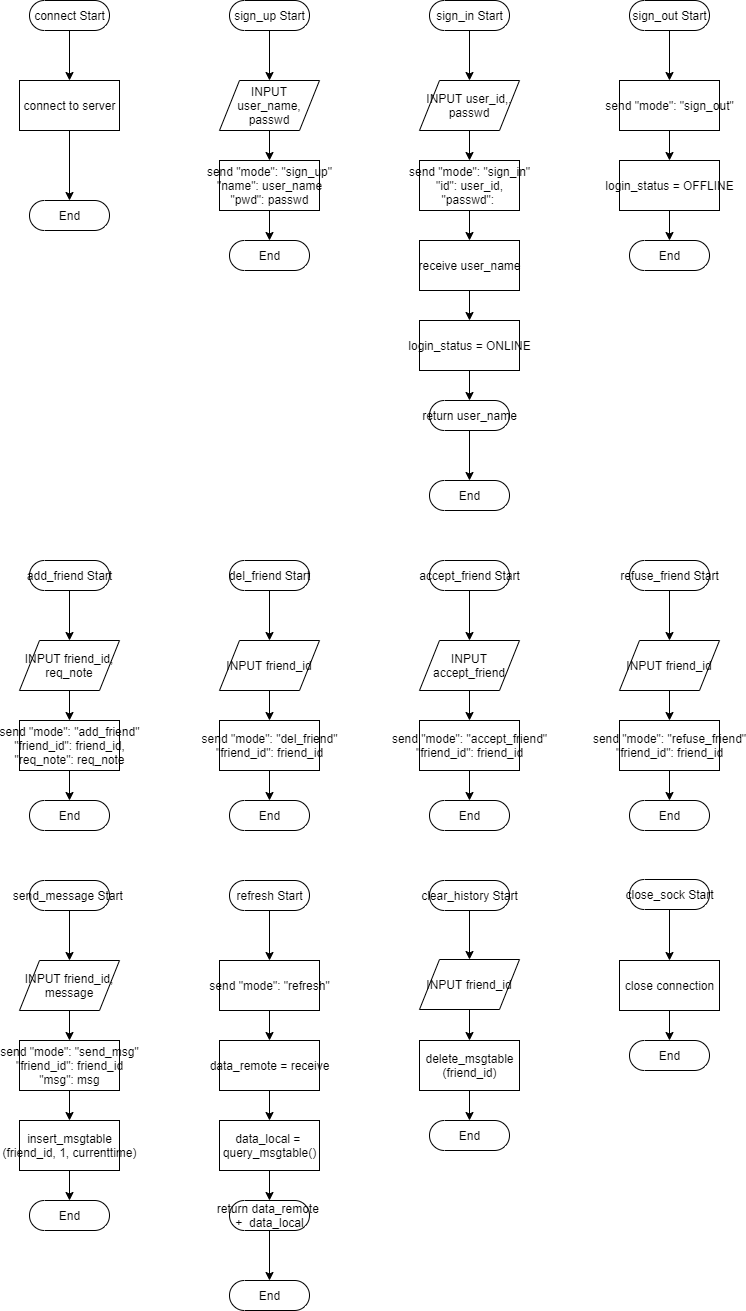 connect Start
connect to server
End
sign_up Start
INPUT
user_name,
passwd
send "mode": "sign_up"
"name": user_name
"pwd": passwd
End
sign_in Start
INPUT user_id,
passwd
send "mode": "sign_in"
"id": user_id,
"passwd":
receive user_name
login_status = ONLINE
return user_name
End
sign_out Start
send "mode": "sign_out"
login_status = OFFLINE
End
add_friend Start
INPUT friend_id,
req_note
send "mode": "add_friend"
"friend_id": friend_id,
"req_note": req_note
End
del_friend Start
INPUT friend_id
send "mode": "del_friend"
"friend_id": friend_id
End
accept_friend Start
INPUT
accept_friend
send "mode": "accept_friend"
"friend_id": friend_id
End
refuse_friend Start
INPUT friend_id
send "mode": "refuse_friend"
"friend_id": friend_id
End
send_message Start
INPUT friend_id,
message
send "mode": "send_msg"
"friend_id": friend_id
"msg": msg
insert_msgtable
(friend_id, 1, currenttime)
End
refresh Start
send "mode": "refresh"
data_remote = receive
data_local =
query_msgtable()
return data_remote
+ data_local
End
clear_history Start
INPUT friend_id
delete_msgtable
(friend_id)
End
close_sock Start
close connection
End